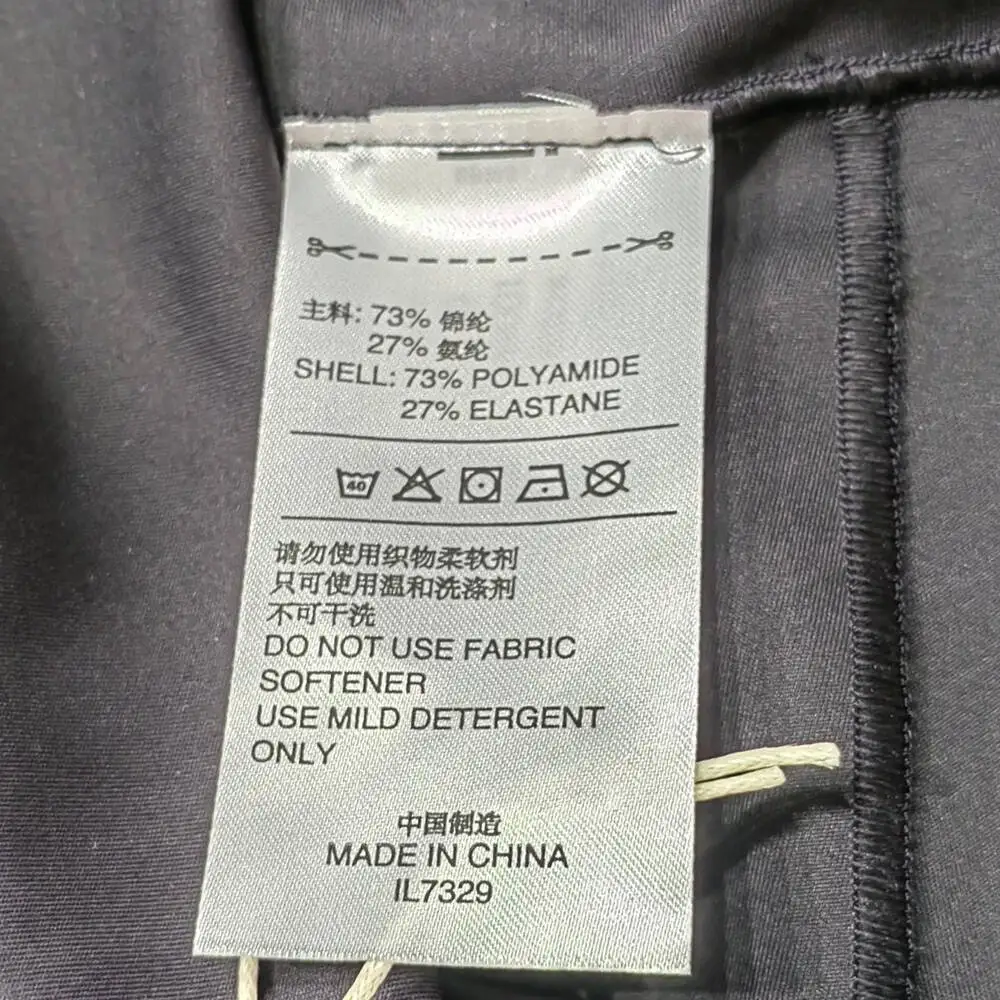 主料: 73% 锦纶
27% 氨纶
SHELL: 73% POLYAMIDE
27% ELASTANE
40
请勿使用织物柔软剂
只可使用温和洗涤剂
不可干洗
DO NOT USE FABRIC
SOFTENER
USE MILD DETERGENT
ONLY
中国制造
MADE IN CHINA
IL7329